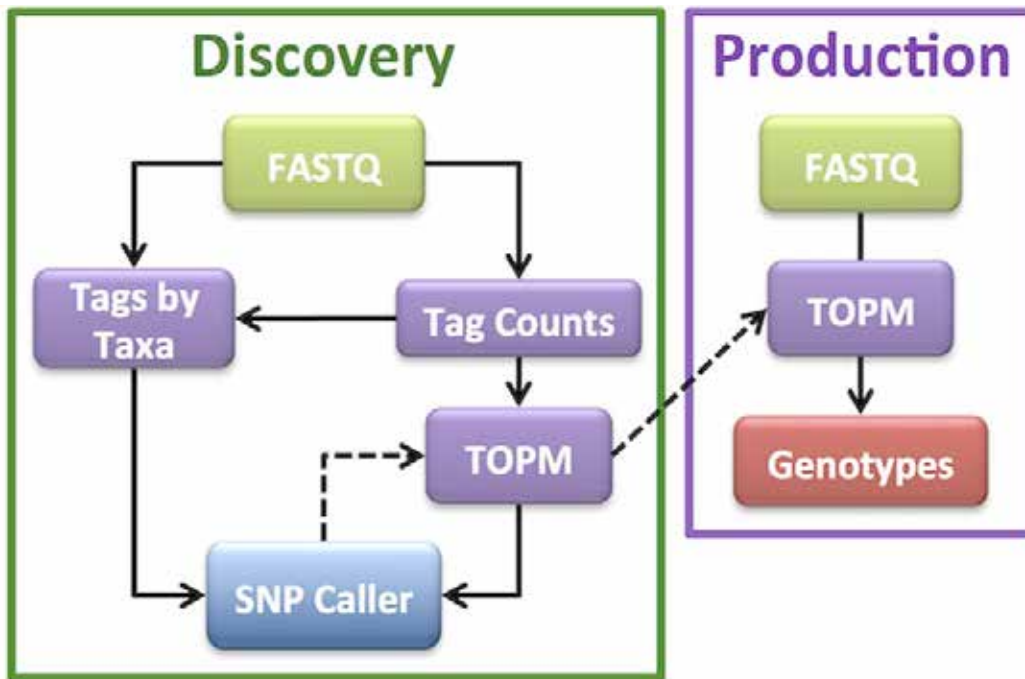 Discovery
FASTQ
Tags by
Taxa
Tag Counts
TOPM
SNP Caller
Production
FASTQ
TOPM
Genotypes